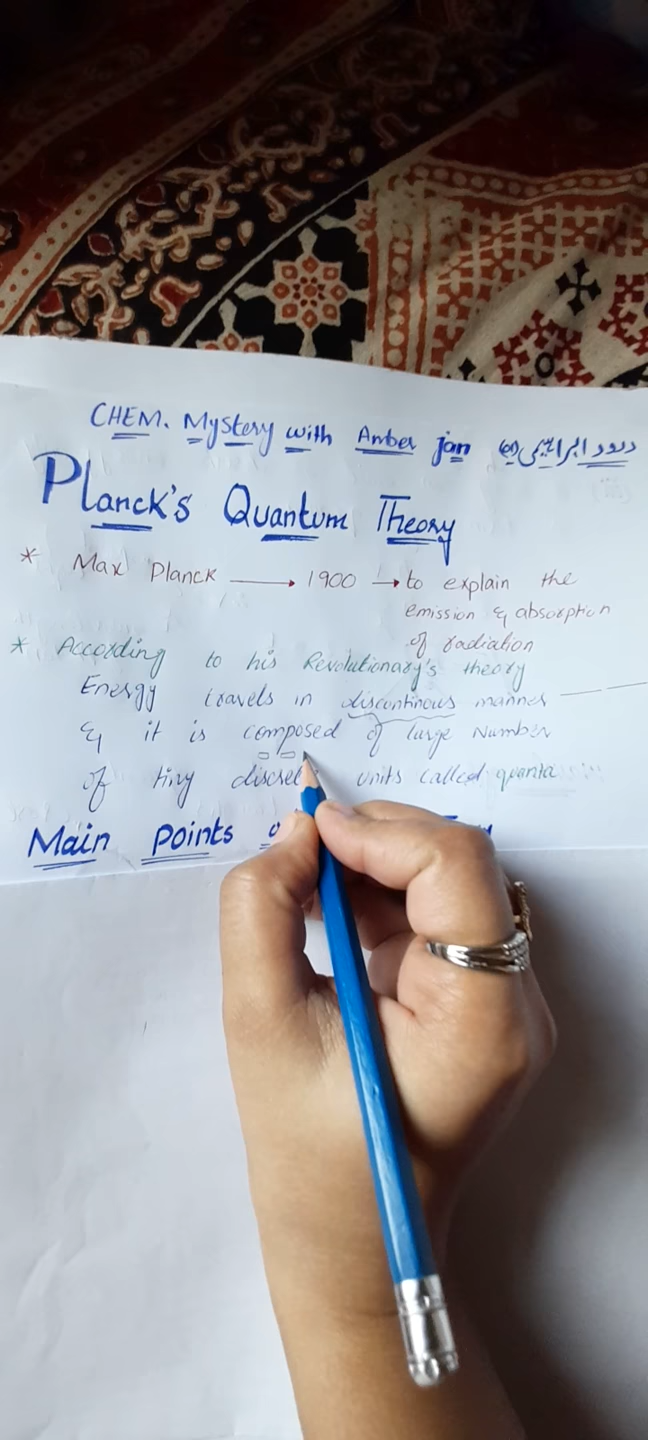 CHEM. Mystery with Amber jan درود ابراہیمی (ص)
Planck's Quantum Theory
* Max Planck → 1900 → to explain the
emission & absorption
of radiation
* According to his Revolutionary's theory
Energy travels in discontinous manner
& it is composed of large Number
of tiny units called quanta
Main Points